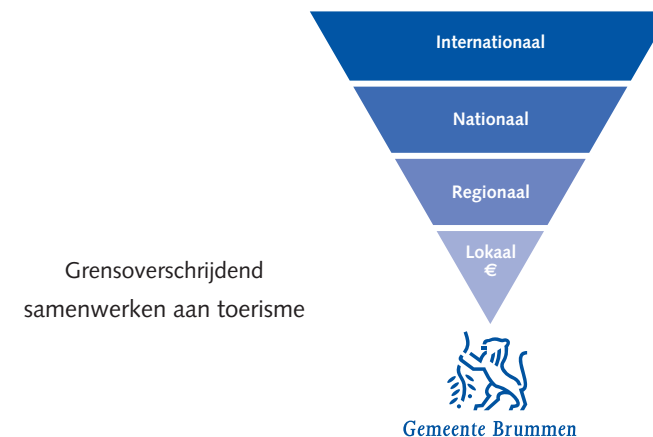 Internationaal
Nationaal
Regionaal
Lokaal
€
Grensoverschrijdend
samenwerken aan toerisme
Gemeente Brummen